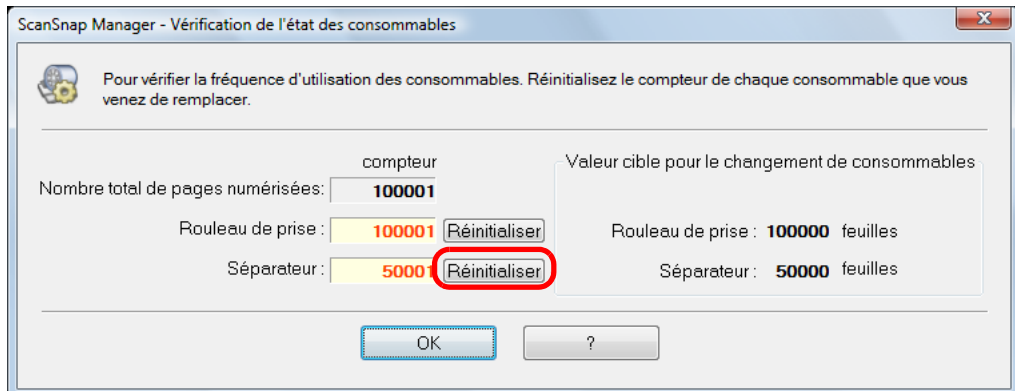 ScanSnap Manager - Vérification de l'état des consommables
Pour vérifier la fréquence d'utilisation des consommables. Réinitialisez le compteur de chaque consommable que vous
venez de remplacer.
compteur
Valeur cible pour le changement de consommables
Nombre total de pages numérisées: 100001
Rouleau de prise : 100001 Réinitialiser Rouleau de prise : 100000 feuilles
Séparateur : 50001 Réinitialiser Séparateur : 50000 feuilles
OK ?